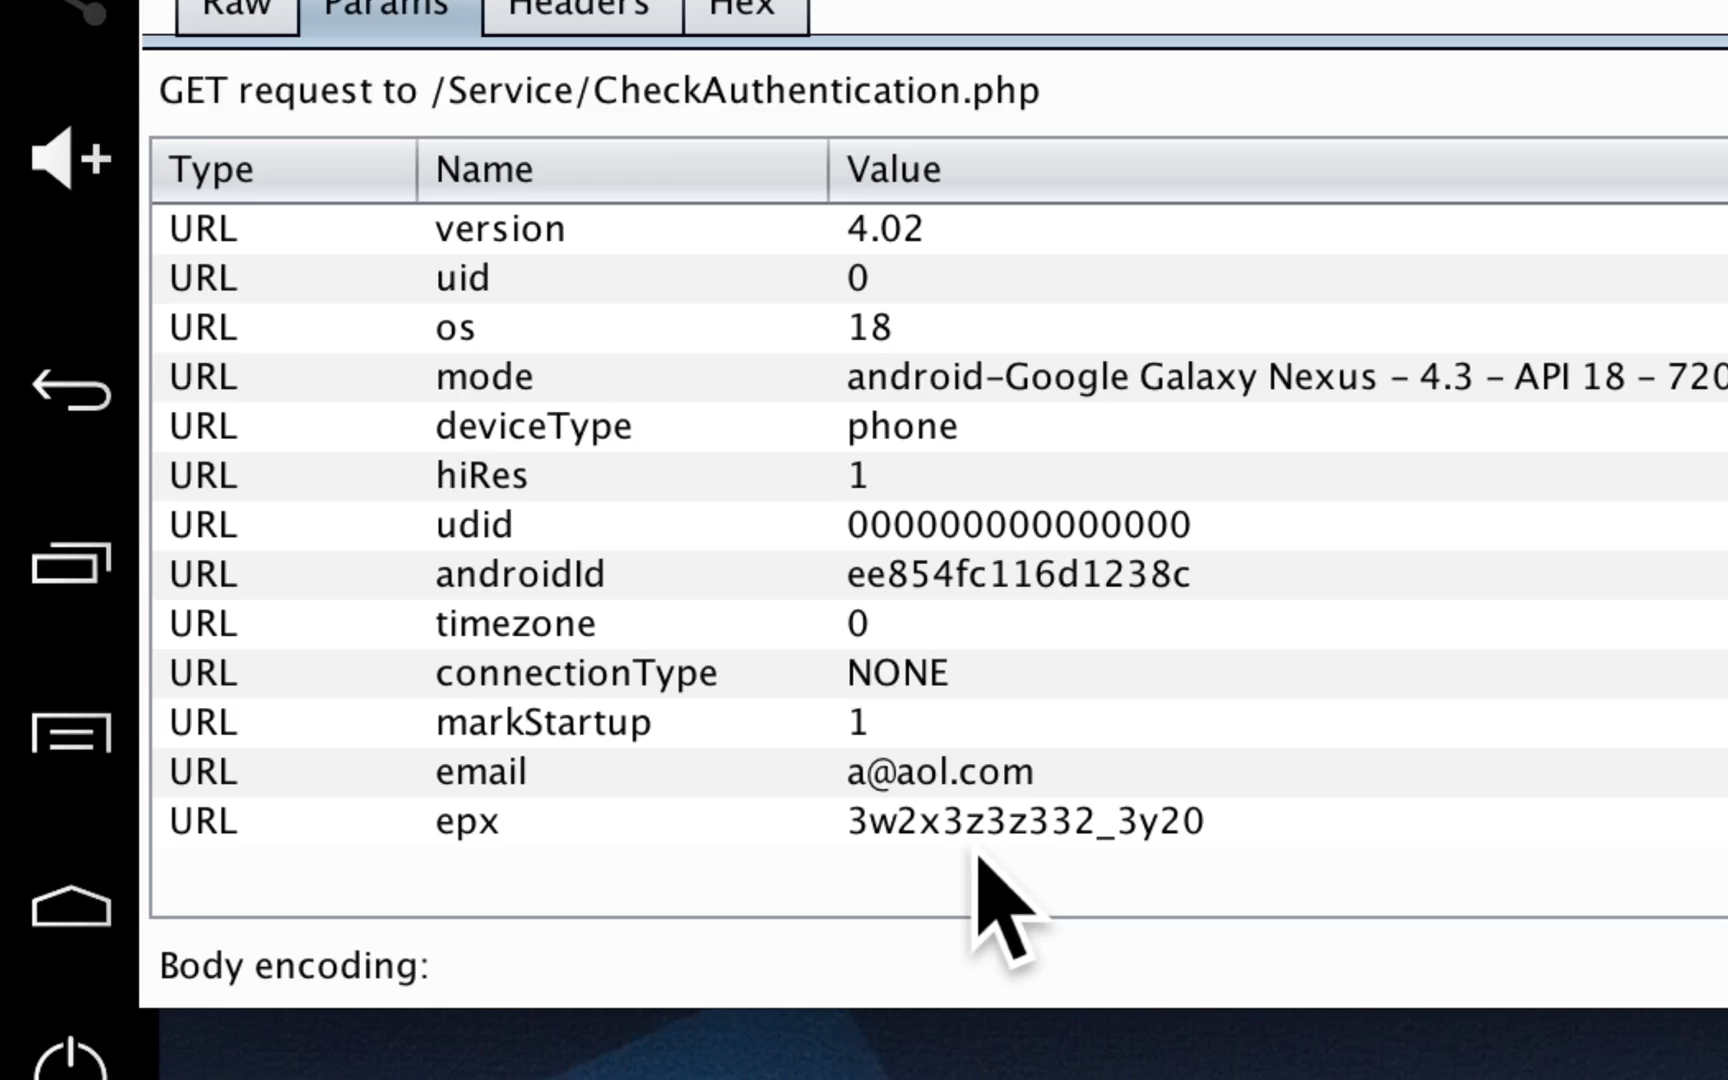 Raw Params Headers Hex
GET request to /Service/CheckAuthentication.php
Type Name Value
URL version 4.02
URL uid 0
URL os 18
URL mode android-Google Galaxy Nexus - 4.3 - API 18 - 720
URL deviceType phone
URL hiRes 1
URL udid 000000000000000
URL androidId ee854fc116d1238c
URL timezone 0
URL connectionType NONE
URL markStartup 1
URL email a@aol.com
URL epx 3w2x3z3z332_3y20
Body encoding: